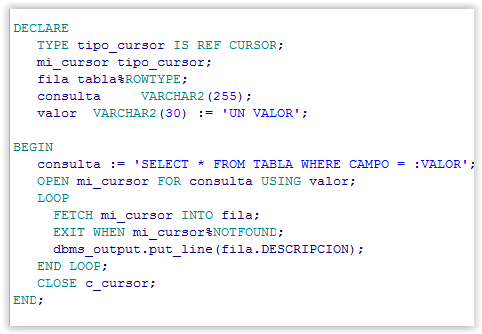 DECLARE
TYPE tipo_cursor IS REF CURSOR;
mi_cursor tipo_cursor;
fila tabla%ROWTYPE;
consulta VARCHAR2(255);
valor VARCHAR2(30) := 'UN VALOR';
BEGIN
consulta := 'SELECT * FROM TABLA WHERE CAMPO = :VALOR';
OPEN mi_cursor FOR consulta USING valor;
LOOP
FETCH mi_cursor INTO fila;
EXIT WHEN mi_cursor%NOTFOUND;
dbms_output.put_line(fila.DESCRIPCION);
END LOOP;
CLOSE c_cursor;
END;